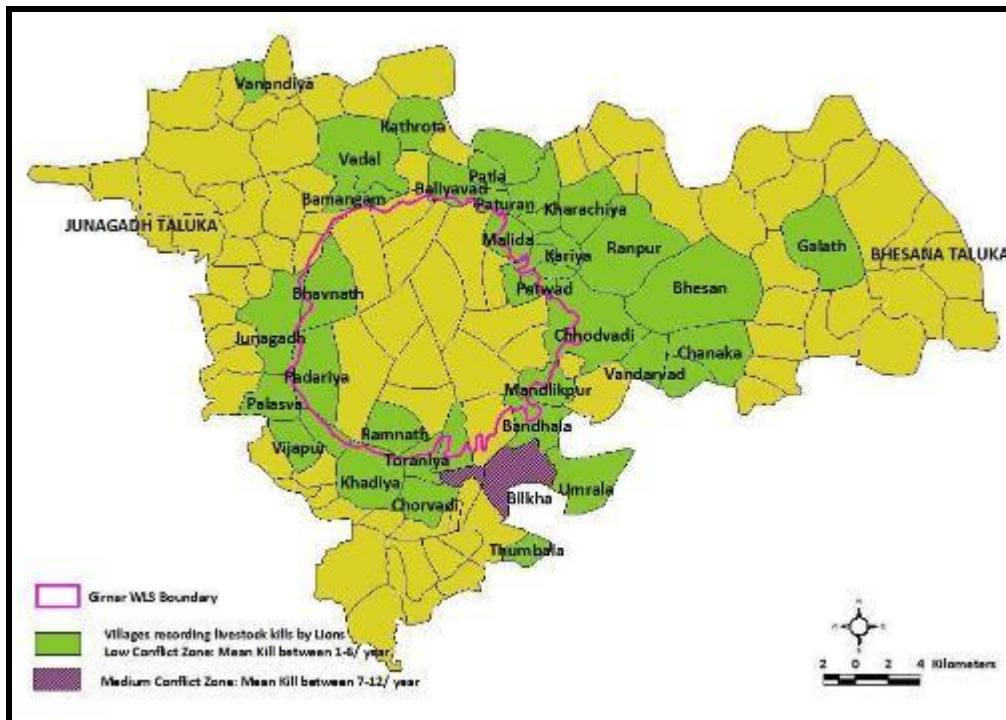 Vanandiya
Kathrota
Vadal
Patla
Ballyavad
Bamangam
Paturan
Kharachiya
JUNAGADH TALUKA
Malida
Ranpur
Galath
BHESANA TALUKA
Kariya
Bhavnath
Patwad
Bhesan
Junagadh
Chhodvadi
Chanaka
Padariya
Vandarvad
Mandlikpur
Palasva
Ramnath
Bandhala
Vijapur
Toraniya
Khadiya
Bilkha
Umrala
Chorvadi
Thumbala
Girnar WLS Boundary
Villages recording livestock kills by Lions
Low Conflict Zone: Mean Kill between 1-6/ year
Medium Conflict Zone: Mean Kill between 7-12/ year
N
W E
S
2 0 2 4 Kilometers